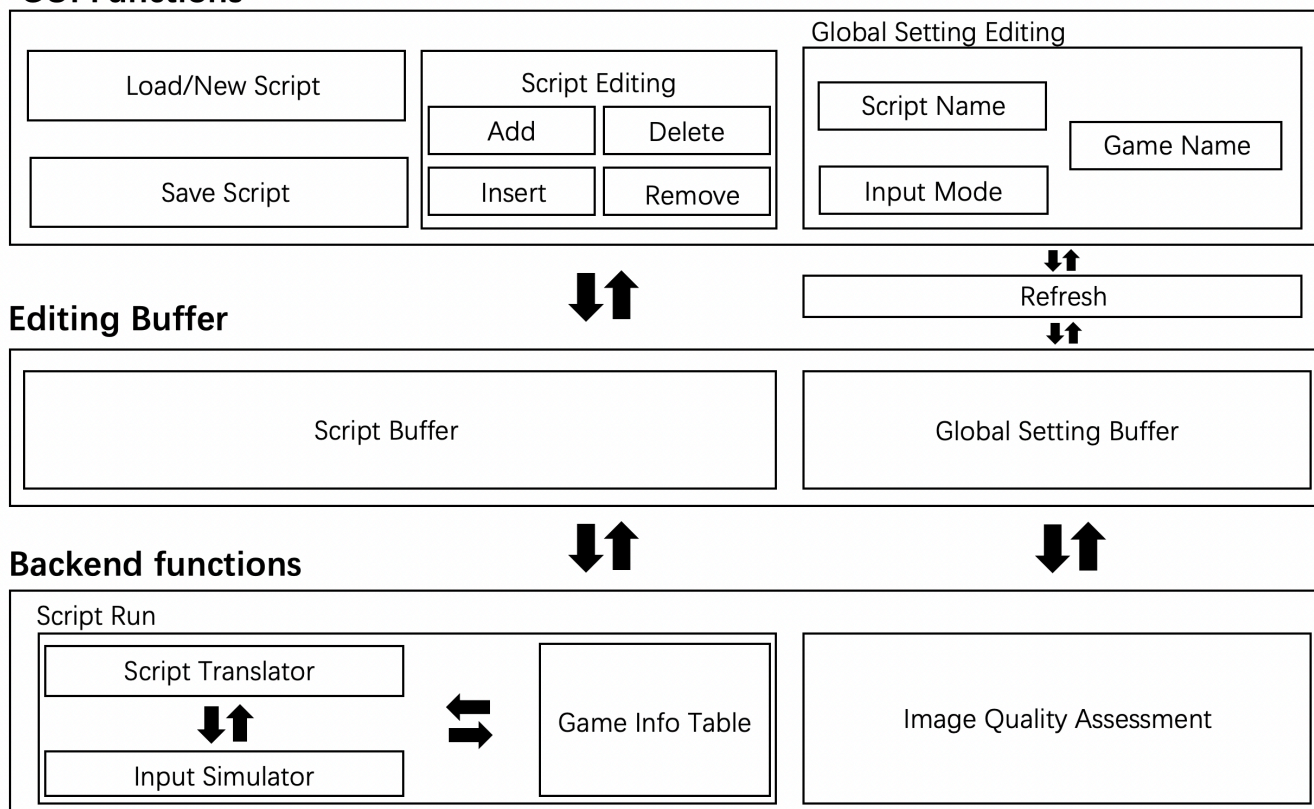 Functions
Global Setting Editing
Load/New Script
Script Editing
Script Name
Add
Delete
Game Name
Save Script
Insert
Remove
Input Mode
Refresh
Editing Buffer
Script Buffer
Global Setting Buffer
Backend functions
Script Run
Script Translator
Game Info Table
Image Quality Assessment
Input Simulator